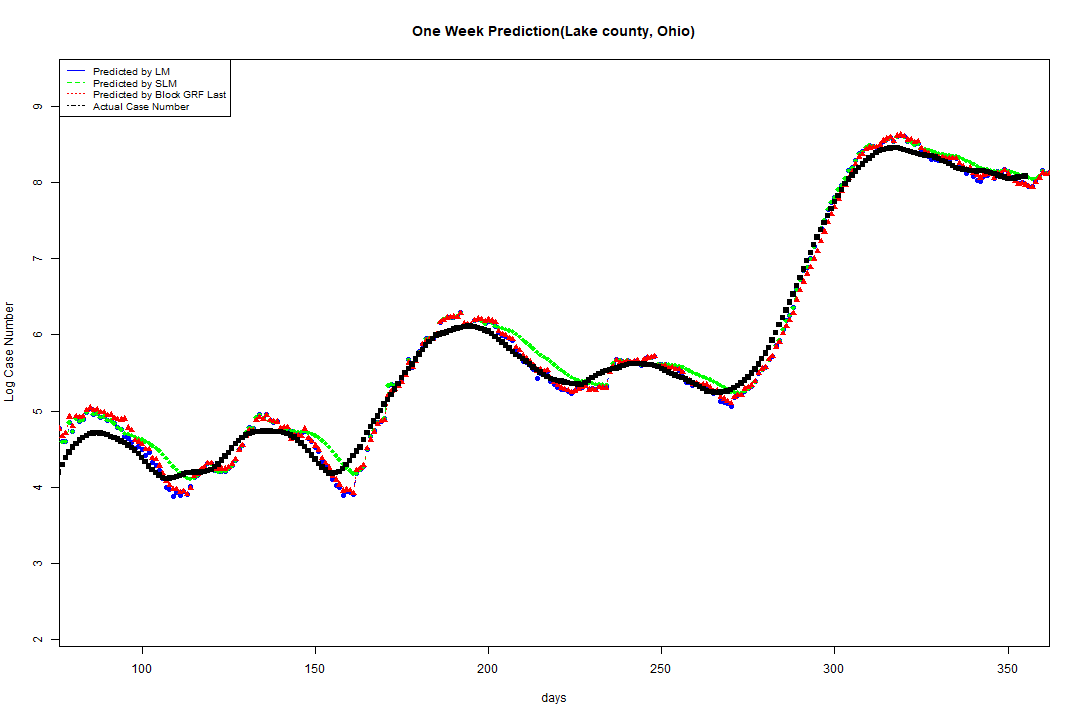 One Week Prediction(Lake county, Ohio)
Predicted by LM
Predicted by SLM
Predicted by Block GRF Last
Actual Case Number
9
8
7
6
5
4
3
2
Log Case Number
100 150 200 250 300 350
days